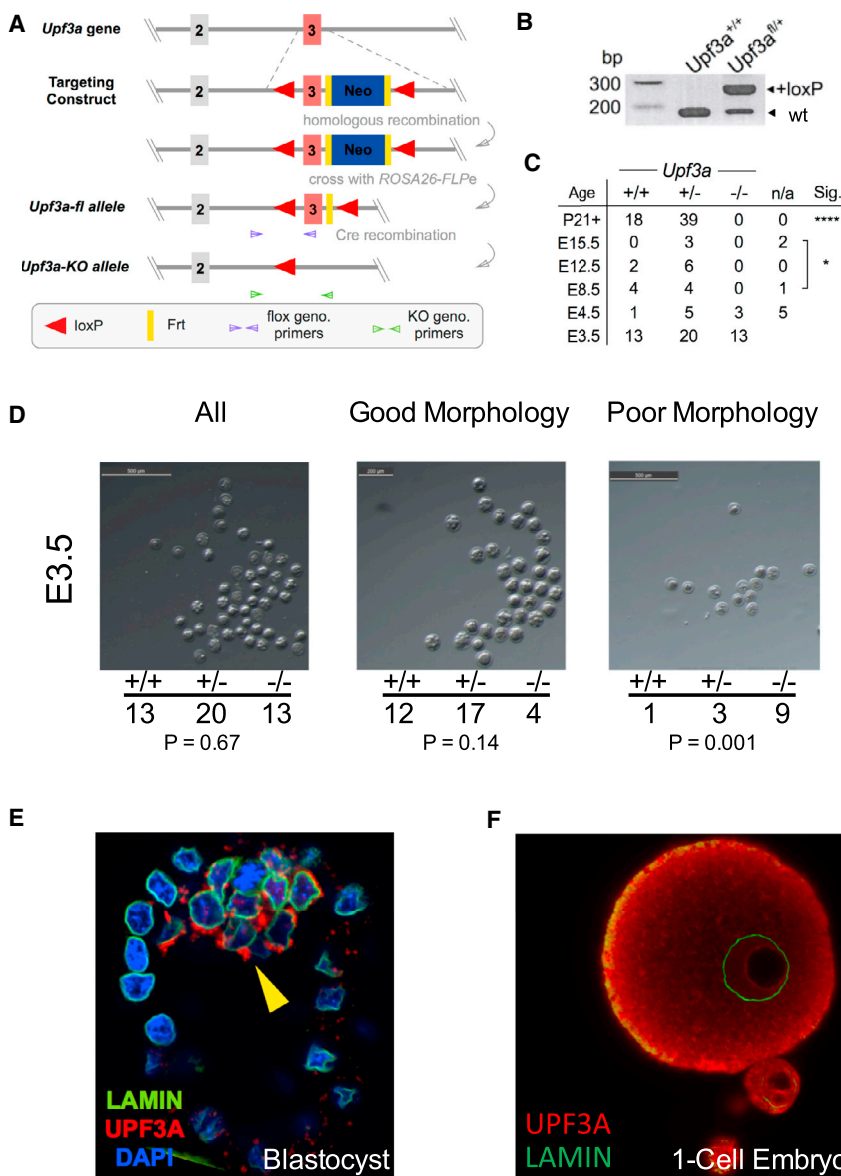 A
Upf3a gene
2
3
Targeting
Construct
2
3
Neo
homologous recombination
2
3
Neo
cross with ROSA26-FLPe
Upf3a-fl allele
2
3
Cre recombination
Upf3a-KO allele
2
loxP
Frt
flox geno.
primers
KO geno.
primers
B
bp
Upf3a+/+
Upf3afl/+
300
+loxP
200
wt
C
Upf3a
Age +/+ +/- -/- n/a Sig.
P21+ 18 39 0 0 ****
E15.5 0 3 0 2
E12.5 2 6 0 0 *
E8.5 4 4 0 1
E4.5 1 5 3 5
E3.5 13 20 13
D
All
Good Morphology
Poor Morphology
E3.5
500 µm
200 µm
+/+ +/- -/-
13 20 13
P = 0.67
+/+ +/- -/-
12 17 4
P = 0.14
+/+ +/- -/-
1 3 9
P = 0.001
E
LAMIN
UPF3A
DAPI
Blastocyst
F
UPF3A
LAMIN
1-Cell Embryo